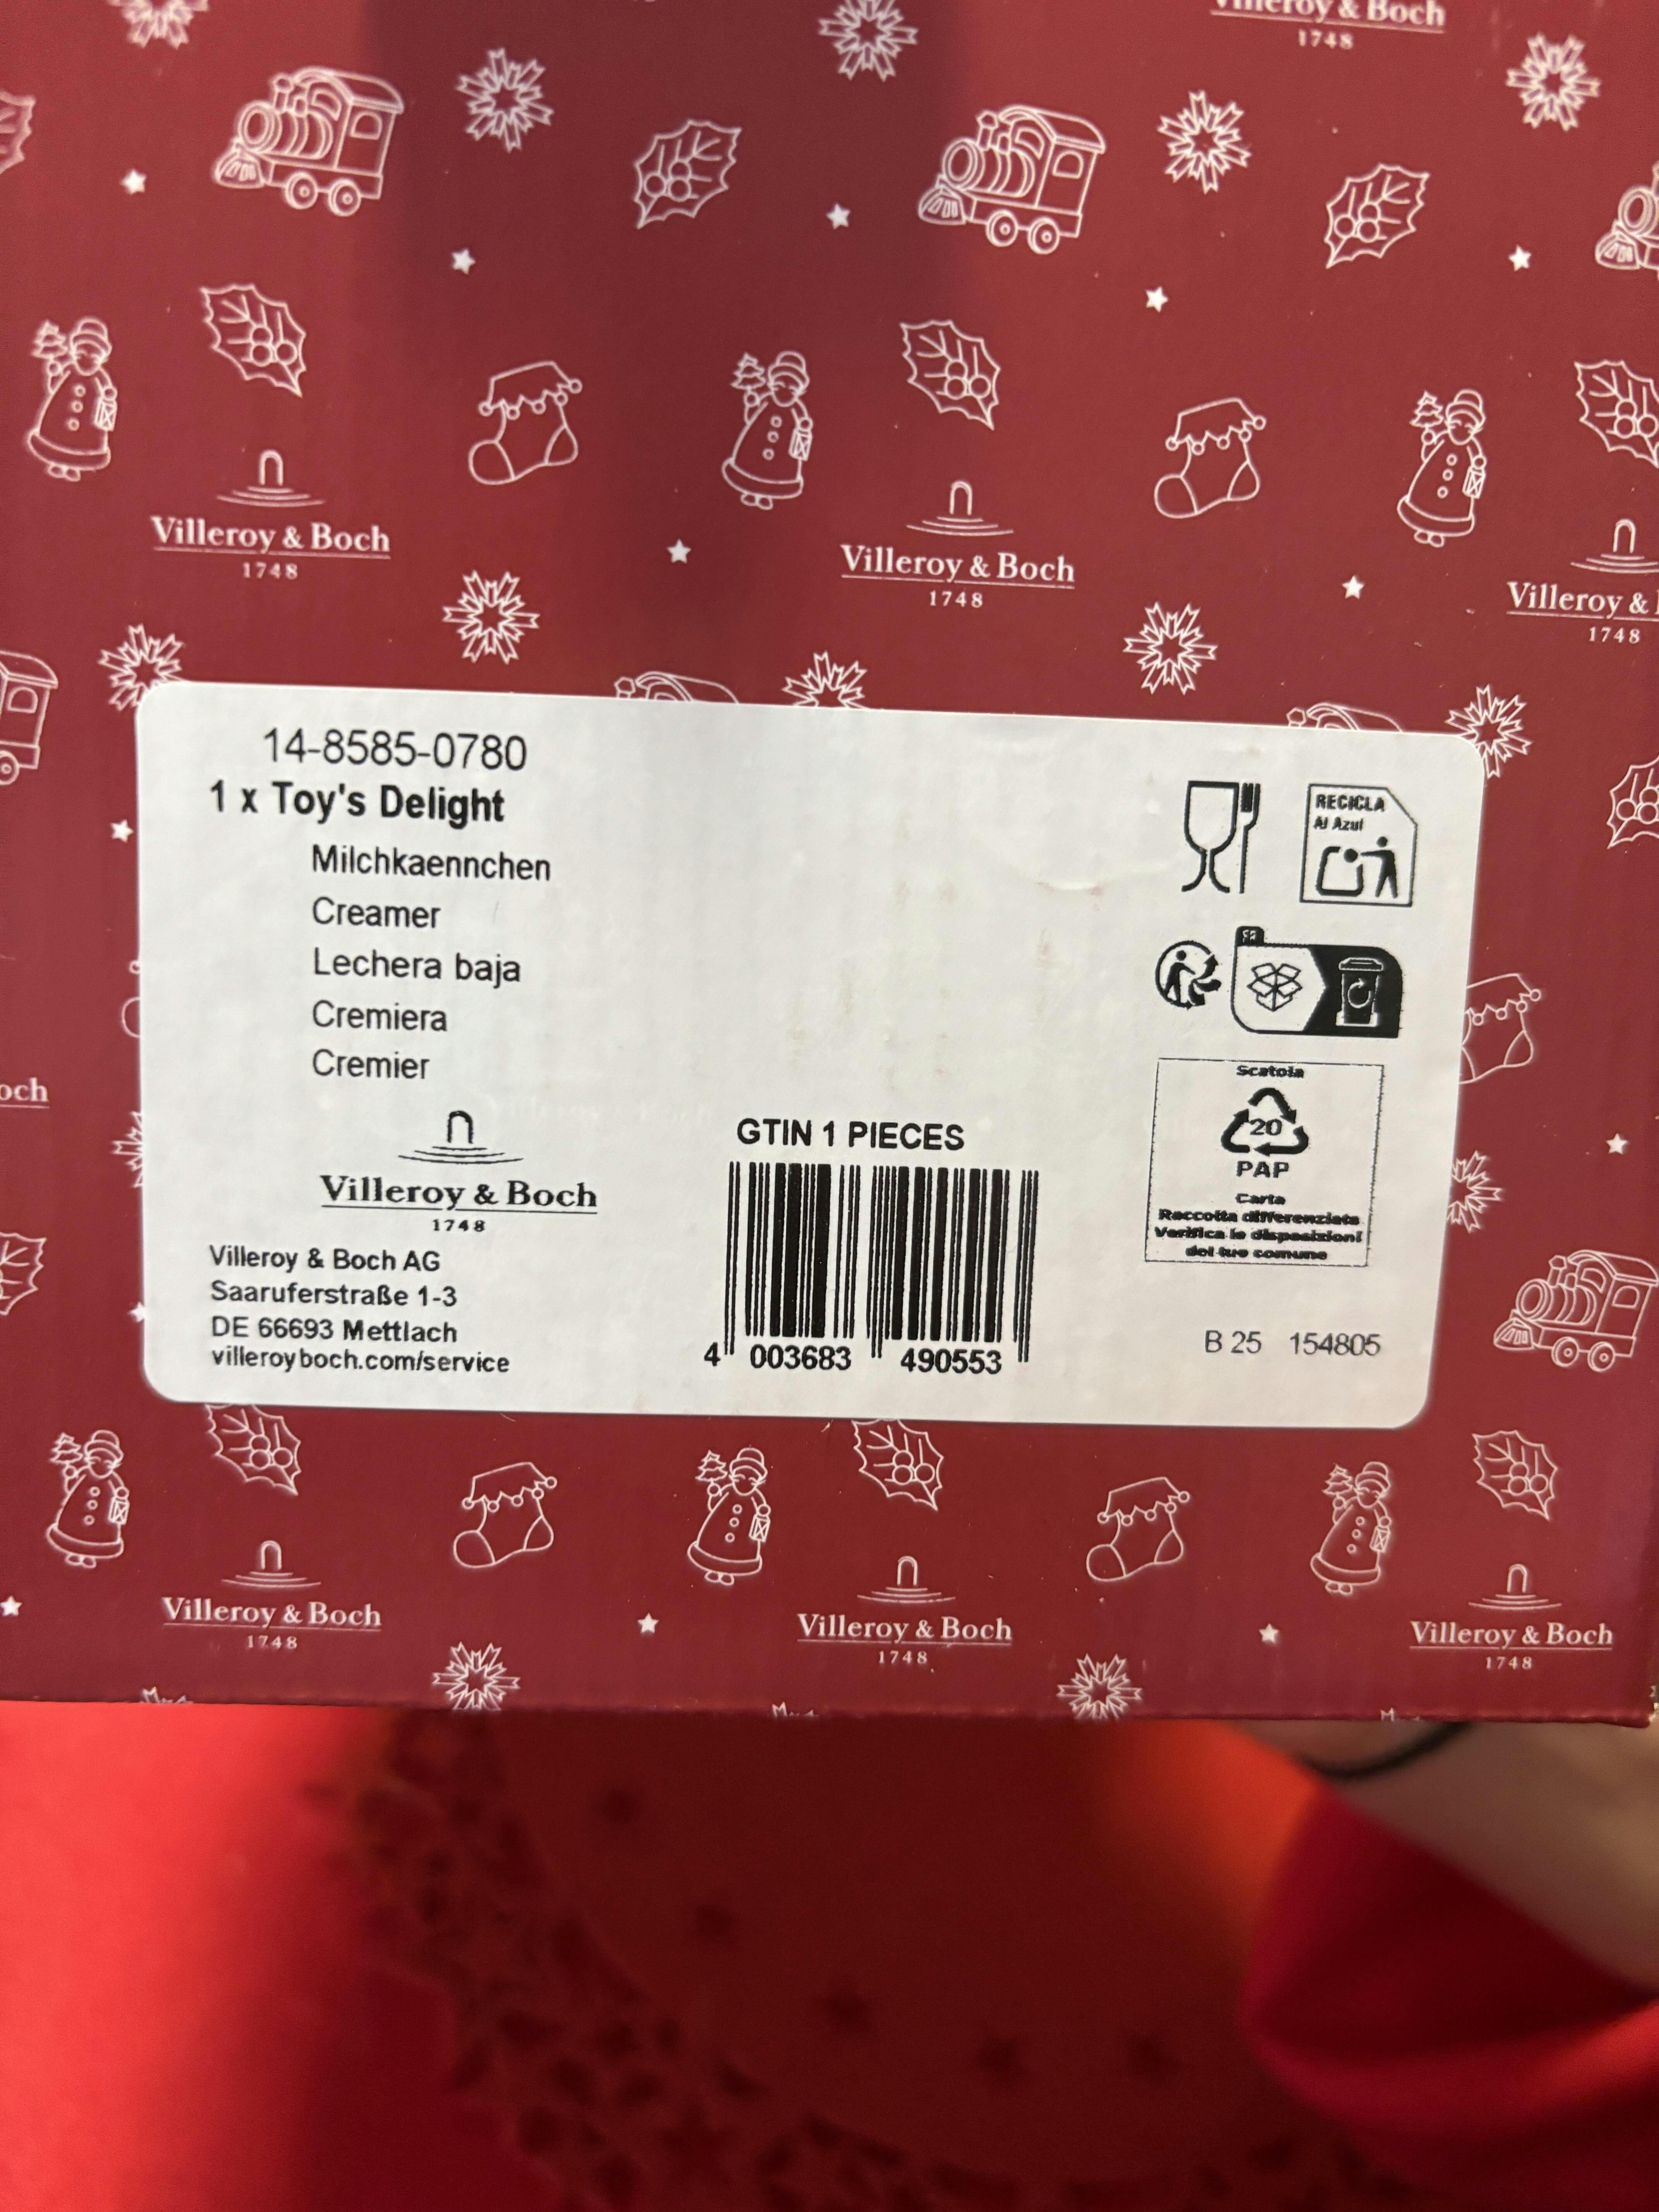 Villeroy & Boch
1748
Villeroy & Boch
1748
Villeroy & Boch
1748
Villeroy &
1748
14-8585-0780
1 x Toy's Delight
Milchkaennchen
Creamer
Lechera baja
Cremiera
Cremier
Villeroy & Boch
1748
Villeroy & Boch AG
Saaruferstraße 1-3
DE 66693 Mettlach
villeroyboch.com/service
GTIN 1 PIECES
4 003683 490553
RECICLA
Al Azul
FR
Scatola
20
PAP
Carta
Raccolta differenziata
Verifica le disposizioni
del tuo comune
B 25 154805
och
Villeroy & Boch
1748
Villeroy & Boch
1748
Villeroy & Boch
1748